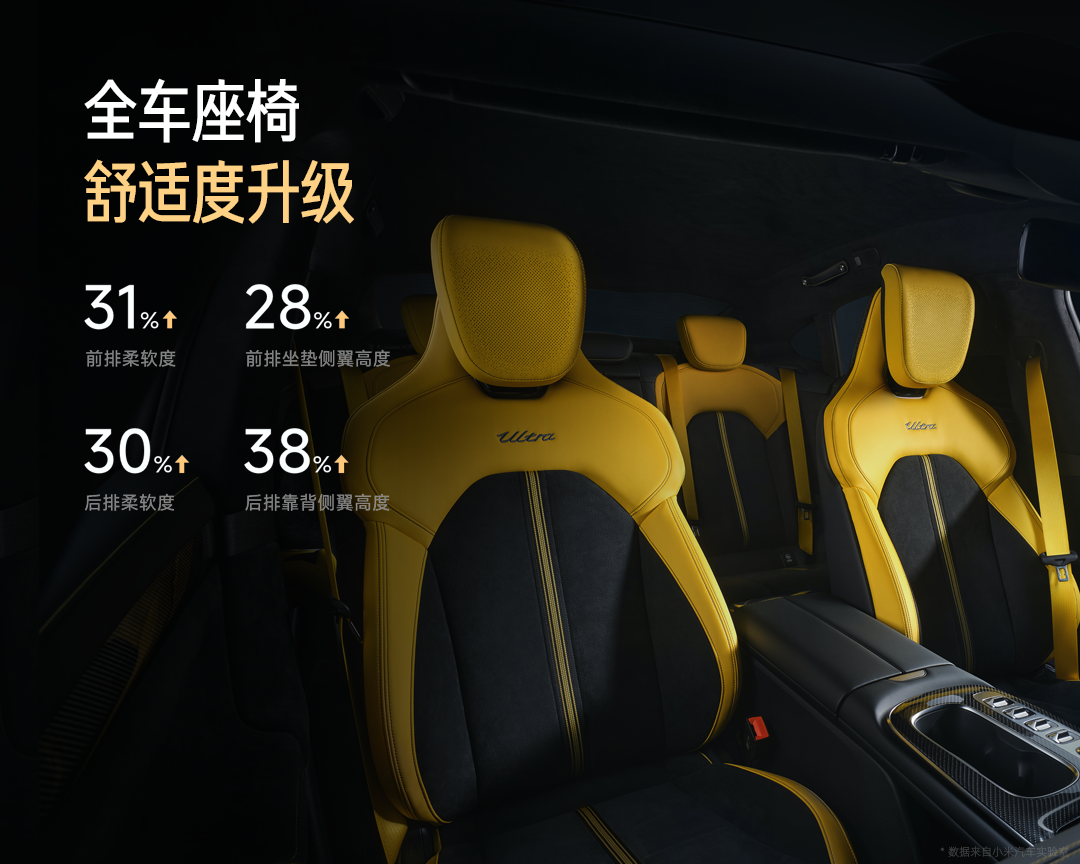 全车座椅
舒适度升级
31%↑
28%↑
前排柔软度
前排坐垫侧翼高度
30%↑
38%↑
后排柔软度
后排靠背侧翼高度
Ultra
Ultra
* 数据来自小米汽车实验室